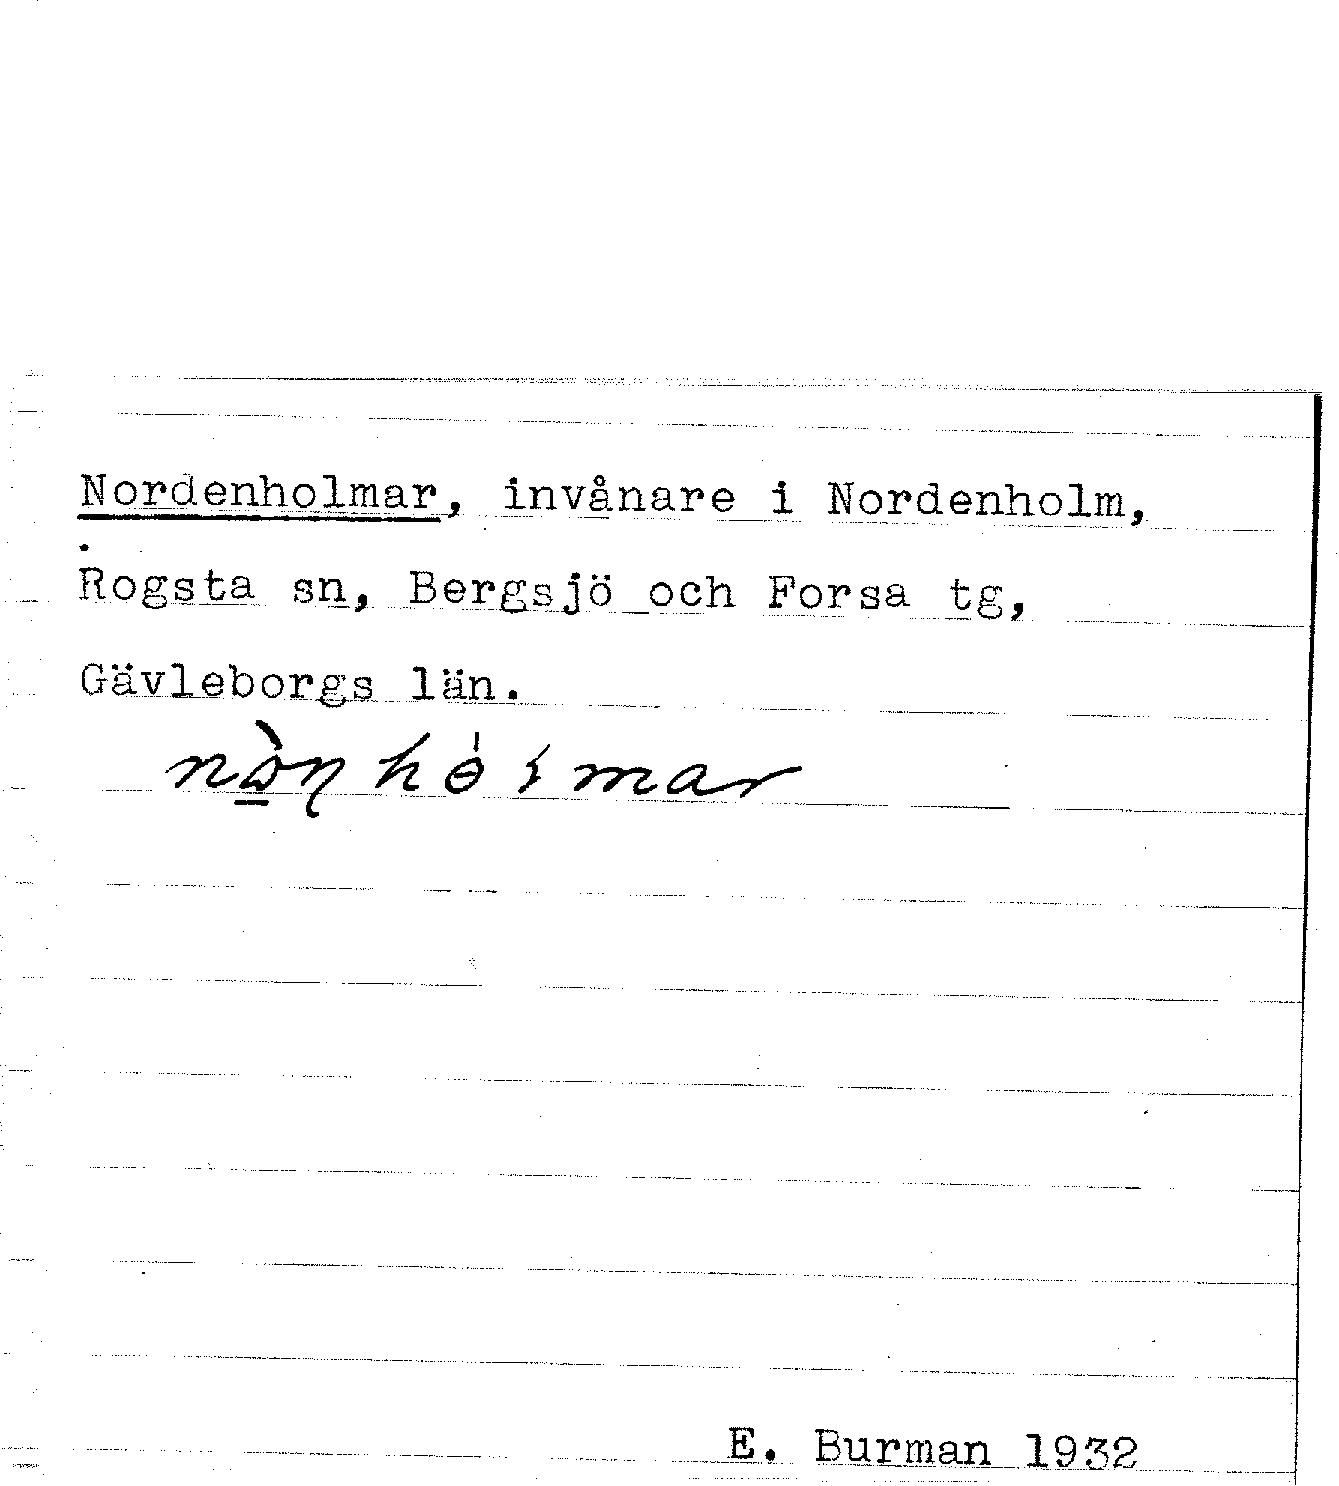 Nordenholmar, invånare i Nordenholm,
Rogsta sn, Bergsjö och Forsa tg,
Gävleborgs län.
E. Burman 1932